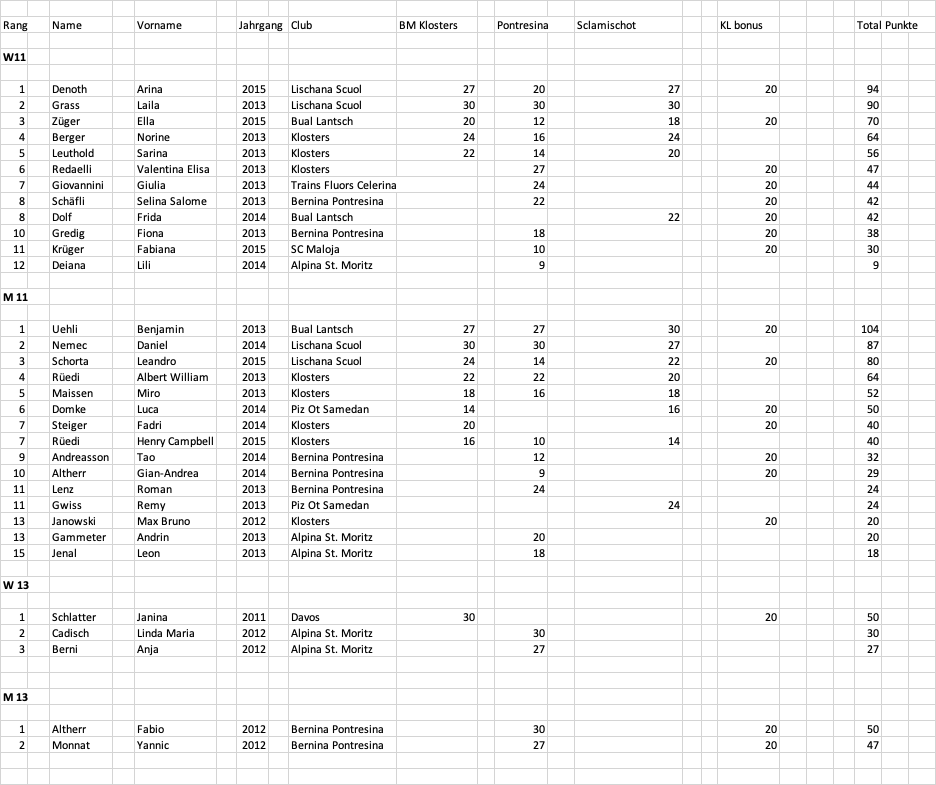 Rang Name Vorname Jahrgang Club BM Klosters Pontresina Sclamischot KL bonus Total Punkte
W11
1 Denoth Arina 2015 Lischana Scuol 27 20 27 20 94
2 Grass Laila 2013 Lischana Scuol 30 30 30 90
3 Züger Ella 2015 Bual Lantsch 20 12 18 20 70
4 Berger Norine 2013 Klosters 24 16 24 64
5 Leuthold Sarina 2013 Klosters 22 14 20 56
6 Redaelli Valentina Elisa 2013 Klosters 27 20 47
7 Giovannini Giulia 2013 Trains Fluors Celerina 24 20 44
8 Schäfli Selina Salome 2013 Bernina Pontresina 22 20 42
8 Dolf Frida 2014 Bual Lantsch 22 20 42
10 Gredig Fiona 2013 Bernina Pontresina 18 20 38
11 Krüger Fabiana 2015 SC Maloja 10 20 30
12 Deiana Lili 2014 Alpina St. Moritz 9 9
M 11
1 Uehli Benjamin 2013 Bual Lantsch 27 27 30 20 104
2 Nemec Daniel 2014 Lischana Scuol 30 30 27 87
3 Schorta Leandro 2015 Lischana Scuol 24 14 22 20 80
4 Rüedi Albert William 2013 Klosters 22 22 20 64
5 Maissen Miro 2013 Klosters 18 16 18 52
6 Domke Luca 2014 Piz Ot Samedan 14 16 20 50
7 Steiger Fadri 2014 Klosters 20 20 40
7 Rüedi Henry Campbell 2015 Klosters 16 10 14 40
9 Andreasson Tao 2014 Bernina Pontresina 12 20 32
10 Altherr Gian-Andrea 2014 Bernina Pontresina 9 20 29
11 Lenz Roman 2013 Bernina Pontresina 24 24
11 Gwiss Remy 2013 Piz Ot Samedan 24 24
13 Janowski Max Bruno 2012 Klosters 20 20
13 Gammeter Andrin 2013 Alpina St. Moritz 20 20
15 Jenal Leon 2013 Alpina St. Moritz 18 18
W 13
1 Schlatter Janina 2011 Davos 30 20 50
2 Cadisch Linda Maria 2012 Alpina St. Moritz 30 30
3 Berni Anja 2012 Alpina St. Moritz 27 27
M 13
1 Altherr Fabio 2012 Bernina Pontresina 30 20 50
2 Monnat Yannic 2012 Bernina Pontresina 27 20 47